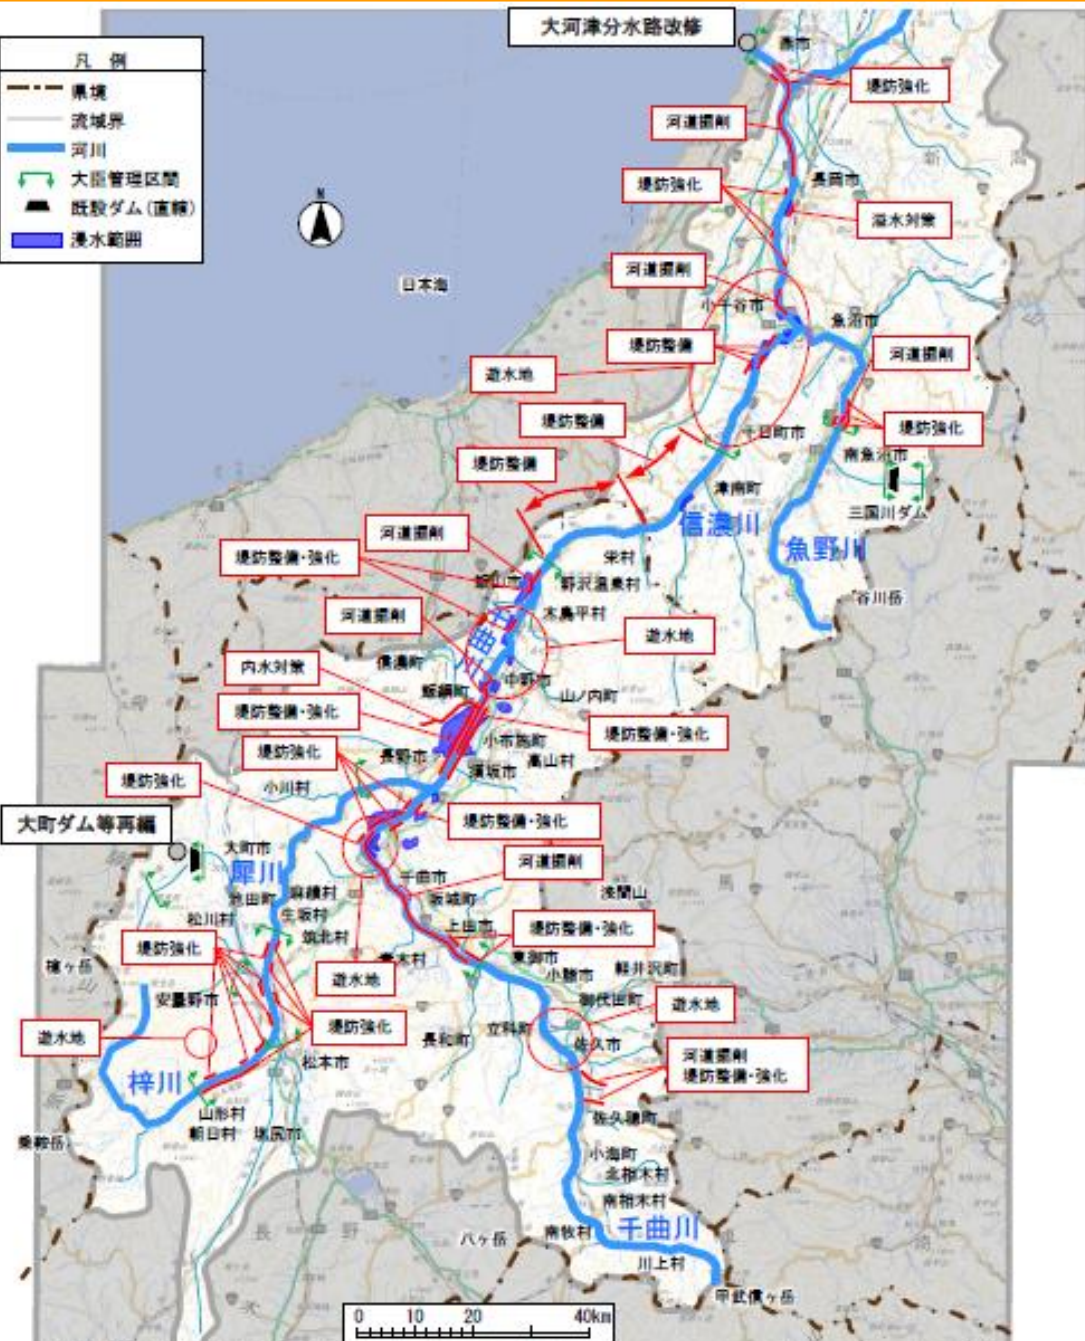 大河津分水路改修
燕市
凡 例
県境
流域界
河川
大臣管理区間
既設ダム(直轄)
浸水範囲
堤防強化
河道掘削
新
潟
堤防強化
長岡市
溢水対策
N
日本海
河道掘削
小千谷市
魚沼市
堤防整備
河道掘削
遊水地
堤防整備
十日町市
堤防強化
南魚沼市
堤防整備
津南町
三国川ダム
信濃川
魚野川
河道掘削
堤防整備・強化
栄村
飯山市
野沢温泉村
谷川岳
木島平村
河道掘削
遊水地
千曲川
信濃町
内水対策
中野市
飯綱町
山ノ内町
堤防整備・強化
堤防整備・強化
小布施町
堤防強化
長野市
高山村
須坂市
堤防強化
小川村
大町ダム等再編
堤防整備・強化
大町市
河道掘削
犀川
千曲市
池田町
麻績村
坂城町
浅間山
馬
松川村
生坂村
上田市
堤防整備・強化
筑北村
堤防強化
青木村
東御市
槍ヶ岳
小諸市
軽井沢町
遊水地
安曇野市
御代田町
遊水地
堤防強化
立科町
遊水地
長和町
佐久市
松本市
河道掘削
堤防整備・強化
梓川
山形村
佐久穂町
朝日村
塩尻市
乗鞍岳
小海町
北相木村
南相木村
長
野
八ヶ岳
南牧村
千曲川
川上村
甲武信ヶ岳
0 10 20 40km